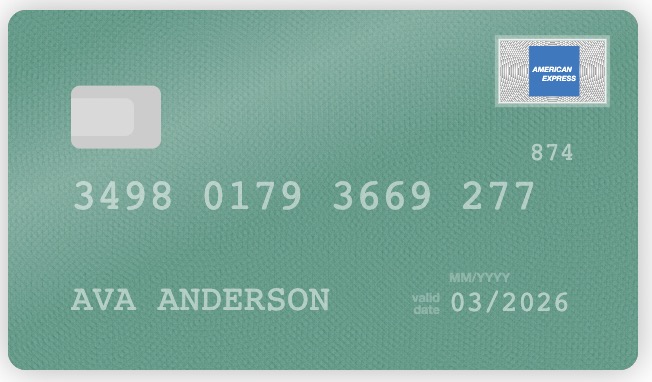 AMERICAN
EXPRESS
874
3498 0179 3669 277
MM/YYYY
AVA ANDERSON valid date 03/2026